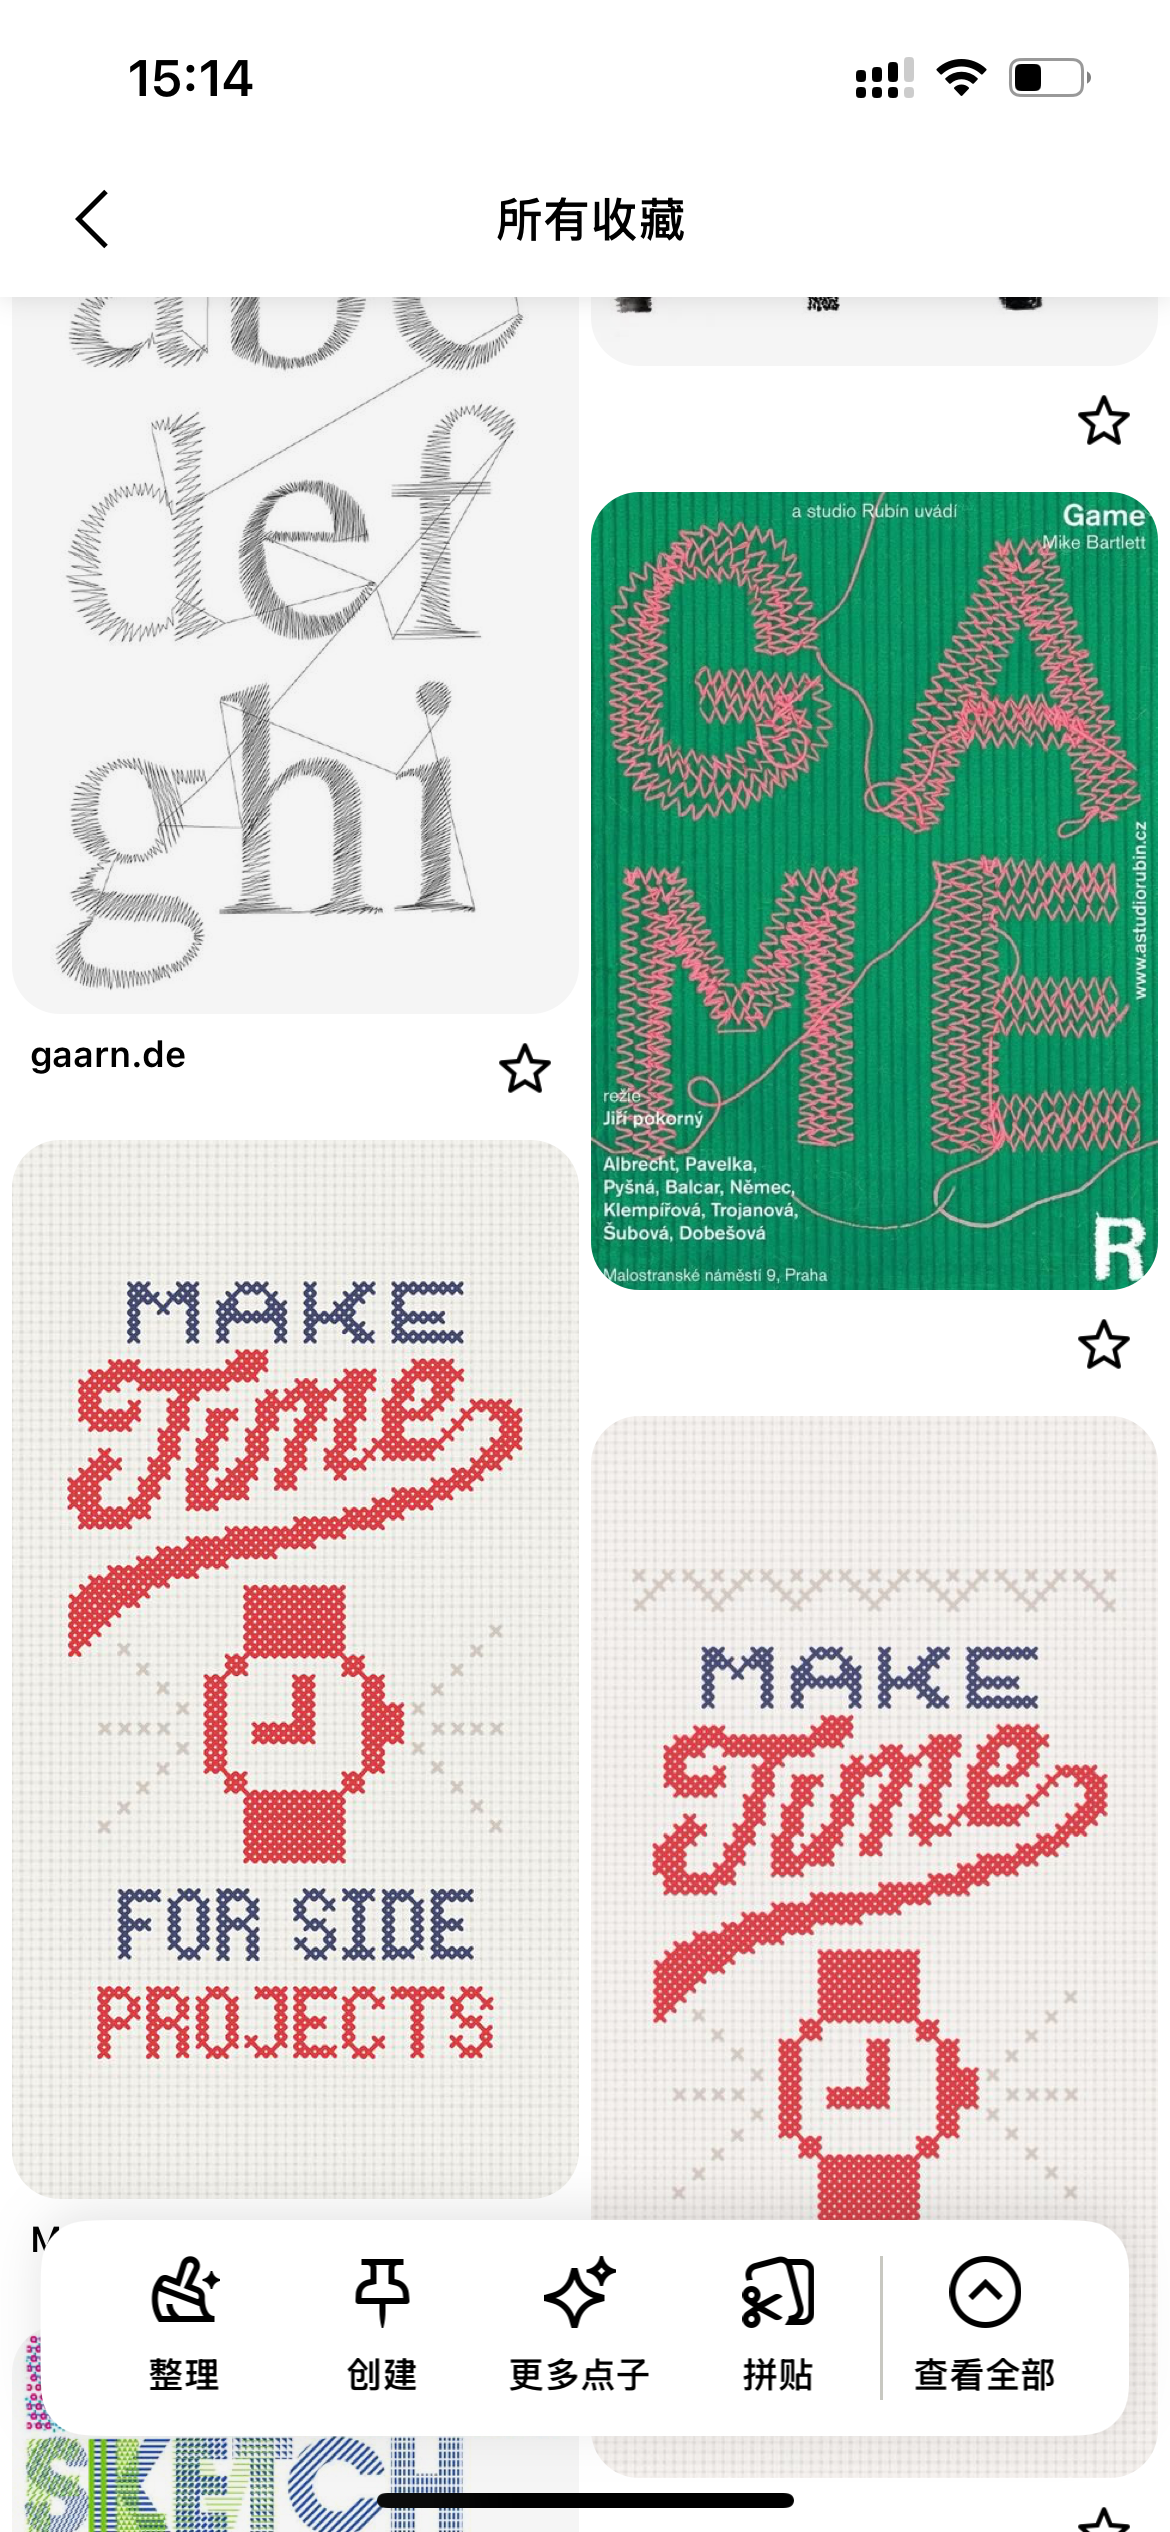 15:14
所有收藏
abc
def
ghi
gaarn.de
a studio Rubín uvádí
Game
Mike Bartlett
GAME
www.astudiorubin.cz
režie
Jiří pokorný
Albrecht, Pavelka,
Pyšná, Balcar, Němec,
Klempířová, Trojanová,
Šubová, Dobešová
R
Malostranské náměstí 9, Praha
MAKE
Time
FOR SIDE
PROJECTS
MAKE
Time
M
整理
创建
更多点子
拼贴
查看全部
SKETCH